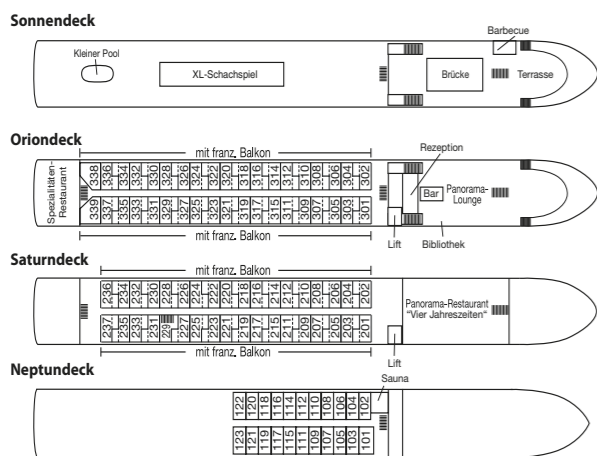 Sonnendeck
Barbecue
Kleiner Pool
XL-Schachspiel
Brücke
Terrasse
Oriondeck
mit franz. Balkon
Rezeption
Spezialitäten-
Restaurant
338 336 334 332 330 328 326 324 322 320 318 316 314 312 310 308 306 304 302
339 337 335 333 331 329 327 325 323 321 319 317 315 311 309 307 305 303 301
Bar
Panorama-
Lounge
mit franz. Balkon
Lift
Bibliothek
Saturndeck
mit franz. Balkon
236 234 232 230 228 226 224 222 220 218 216 214 212 210 208 206 204 202
237 235 233 231 229 227 225 223 221 219 217 215 211 209 207 205 203 201
Panorama-Restaurant
"Vier Jahreszeiten"
mit franz. Balkon
Lift
Neptundeck
Sauna
122 120 118 116 114 112 110 108 106 104 102
123 121 119 117 115 111 109 107 105 103 101